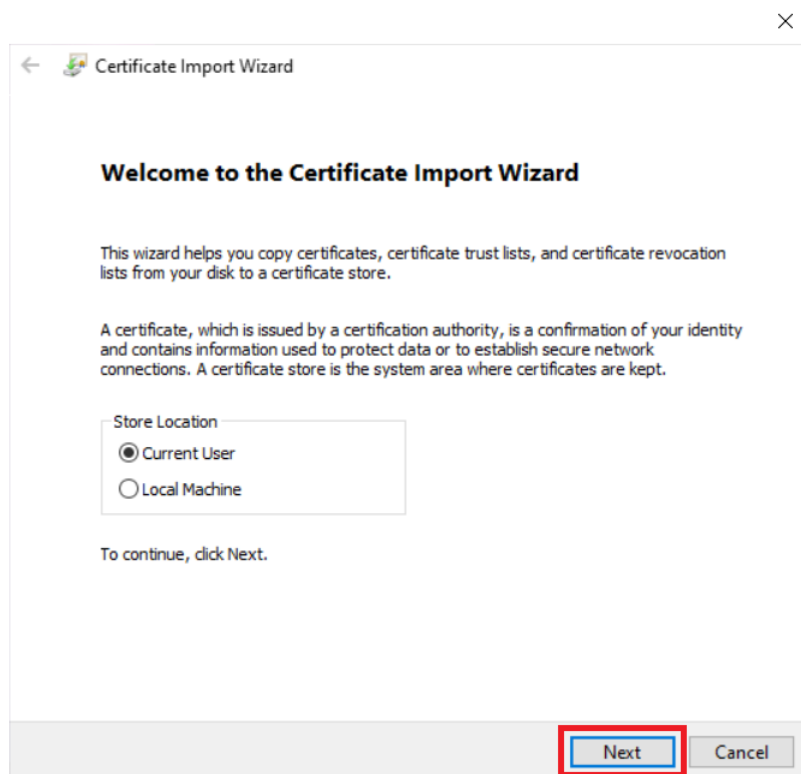 Certificate Import Wizard
Welcome to the Certificate Import Wizard
This wizard helps you copy certificates, certificate trust lists, and certificate revocation
lists from your disk to a certificate store.
A certificate, which is issued by a certification authority, is a confirmation of your identity
and contains information used to protect data or to establish secure network
connections. A certificate store is the system area where certificates are kept.
Store Location
Current User
Local Machine
To continue, click Next.
Next
Cancel